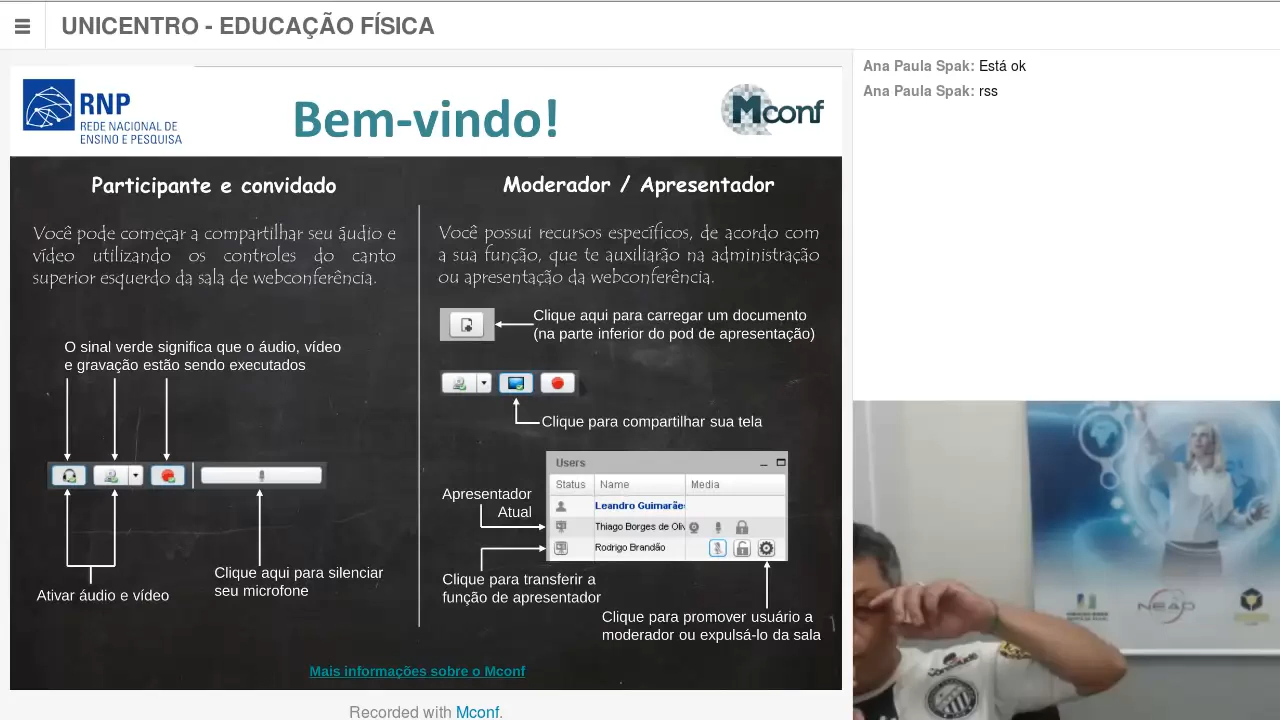 UNICENTRO - EDUCAÇÃO FÍSICA
RNP
REDE NACIONAL DE
ENSINO E PESQUISA
Bem-vindo!
Mconf
Participante e convidado
Você pode começar a compartilhar seu áudio e
vídeo utilizando os controles do canto
superior esquerdo da sala de webconferência.
O sinal verde significa que o áudio, vídeo
e gravação estão sendo executados
Ativar áudio e vídeo
Clique aqui para silenciar
seu microfone
Moderador / Apresentador
Você possui recursos específicos, de acordo com
a sua função, que te auxiliarão na administração
ou apresentação da webconferência.
Clique aqui para carregar um documento
(na parte inferior do pod de apresentação)
Clique para compartilhar sua tela
Users
Status Name Media
Leandro Guimarães
Thiago Borges de Oliv
Rodrigo Brandão
Apresentador
Atual
Clique para transferir a
função de apresentador
Clique para promover usuário a
moderador ou expulsá-lo da sala
Mais informações sobre o Mconf
Recorded with Mconf.
Ana Paula Spak: Está ok
Ana Paula Spak: rss
NEAD